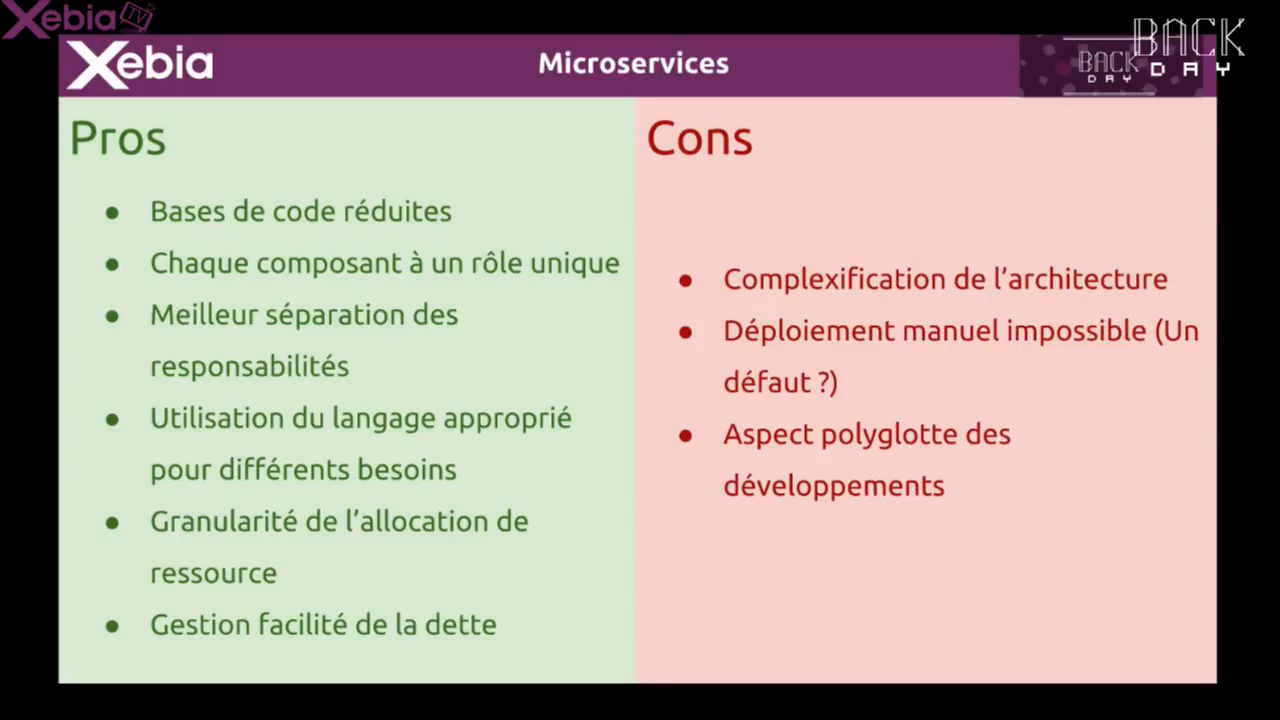 Xebia TV
Xebia
Microservices
BACK
DAY
BACK
DAY
Pros
● Bases de code réduites
● Chaque composant à un rôle unique
● Meilleur séparation des
responsabilités
● Utilisation du langage approprié
pour différents besoins
● Granularité de l'allocation de
ressource
● Gestion facilité de la dette
Cons
● Complexification de l'architecture
● Déploiement manuel impossible (Un
défaut ?)
● Aspect polyglotte des
développements